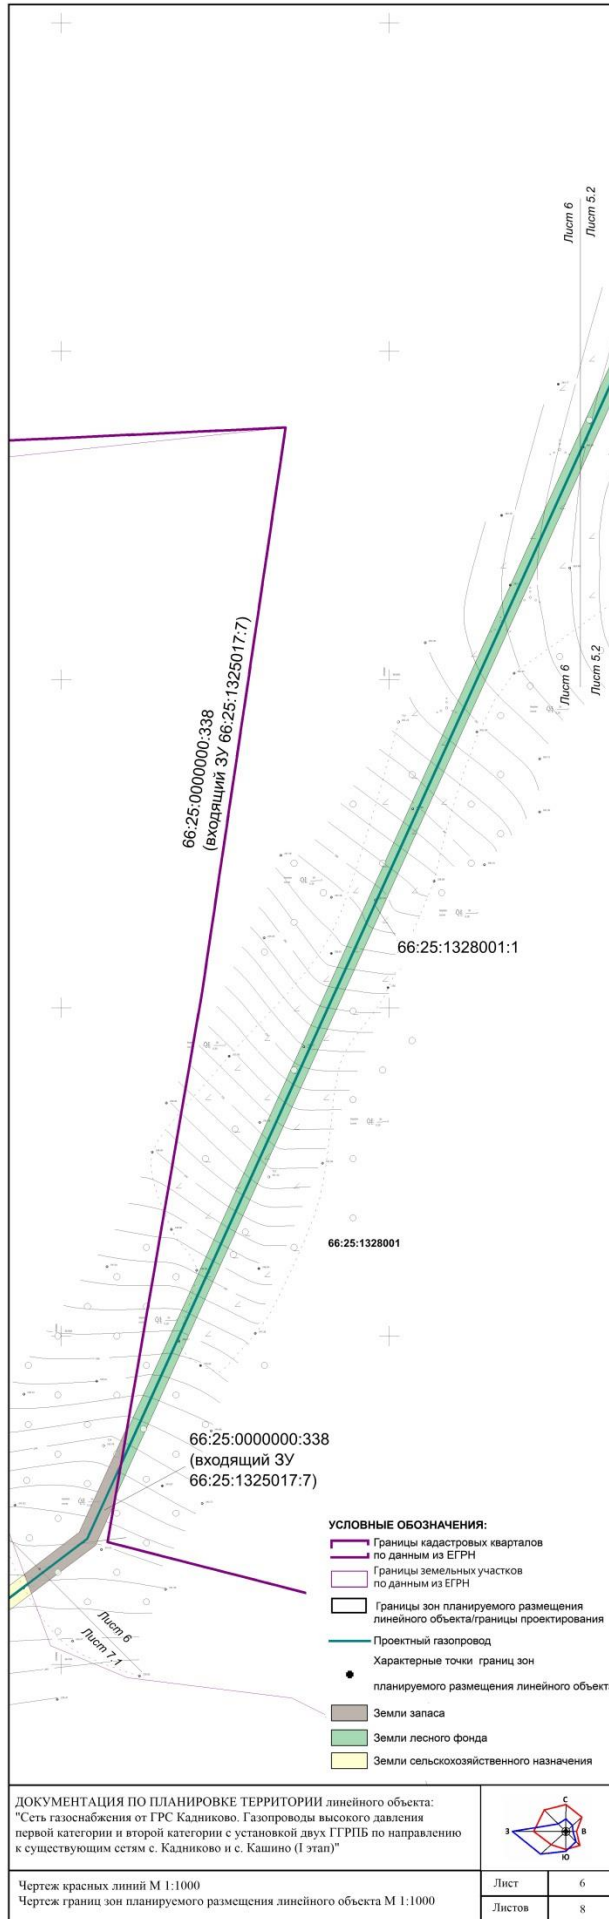 Лист 6
Лист 5.2
66:25:0000000:338
(входящий ЗУ 66:25:1325017:7)
Лист 6
Лист 5.2
66:25:1328001:1
66:25:1328001
66:25:0000000:338
(входящий ЗУ
66:25:1325017:7)
Лист 6
Лист 7.1
УСЛОВНЫЕ ОБОЗНАЧЕНИЯ:
Границы кадастровых кварталов
по данным из ЕГРН
Границы земельных участков
по данным из ЕГРН
Границы зон планируемого размещения
линейного объекта/границы проектирования
Проектный газопровод
Характерные точки границ зон
планируемого размещения линейного объект
Земли запаса
Земли лесного фонда
Земли сельскохозяйственного назначения
ДОКУМЕНТАЦИЯ ПО ПЛАНИРОВКЕ ТЕРРИТОРИИ линейного объекта:
"Сеть газоснабжения от ГРС Кадниково. Газопроводы высокого давления
первой категории и второй категории с установкой двух ГГРПБ по направлению
к существующим сетям с. Кадниково и с. Кашино (I этап)"
С
З
В
Ю
Чертеж красных линий М 1:1000
Чертеж границ зон планируемого размещения линейного объекта М 1:1000
Лист 6
Листов 8